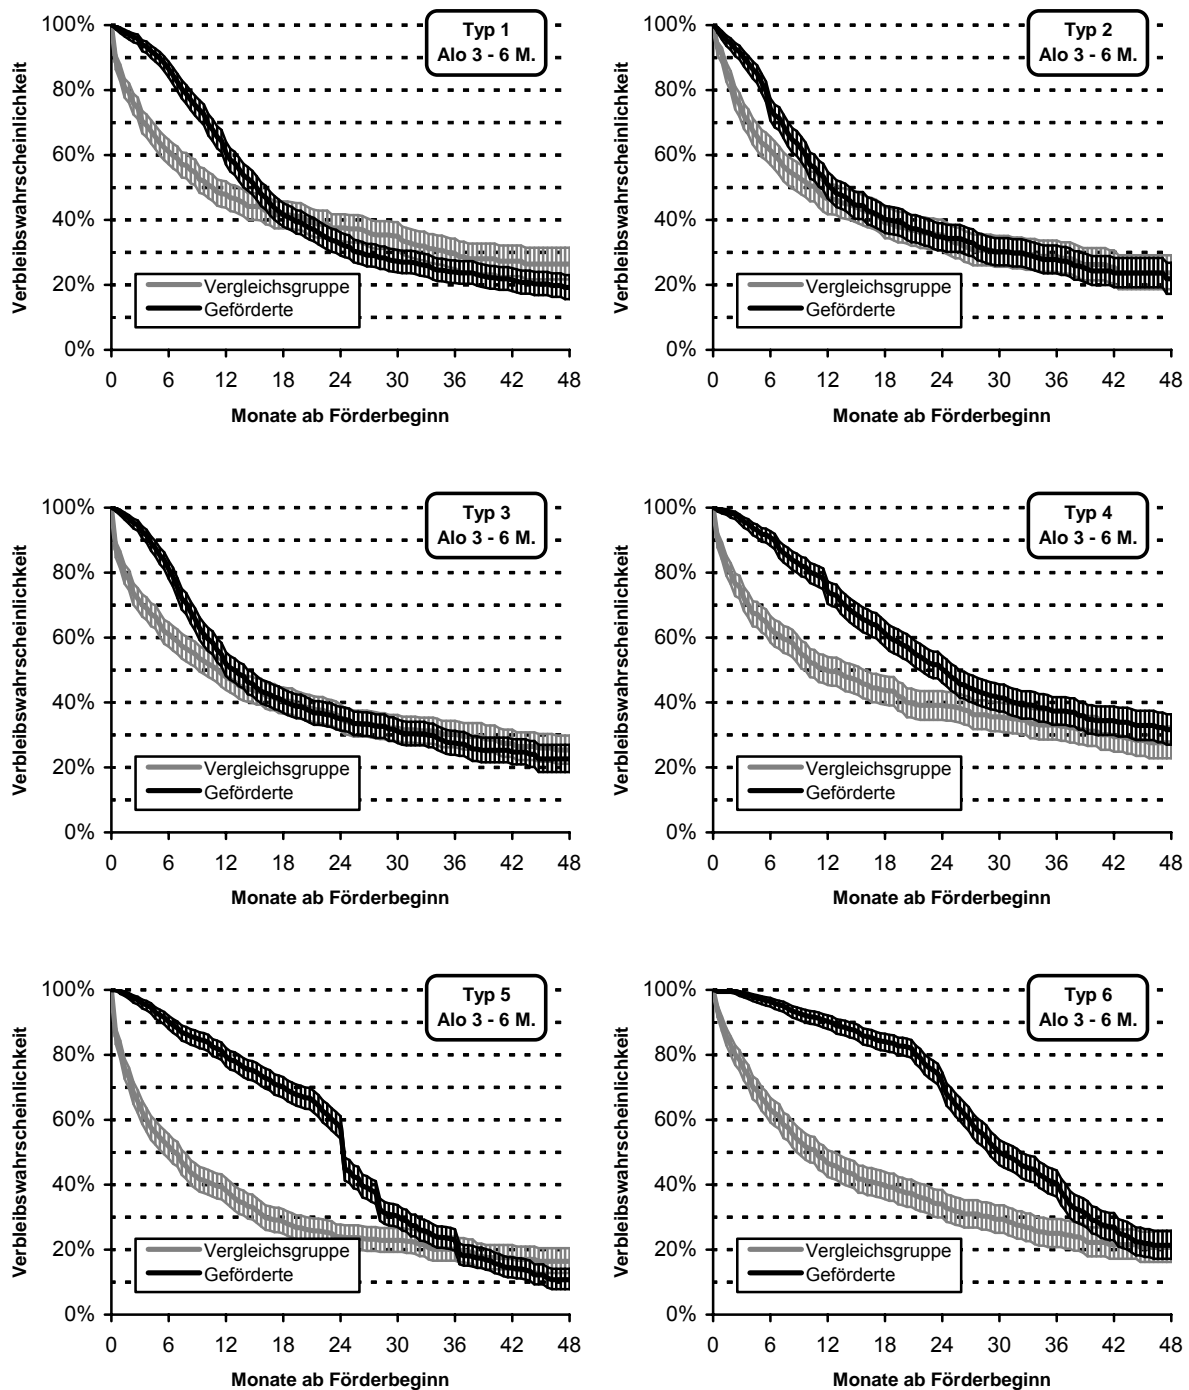 Typ 1
Alo 3 - 6 M.
Verbleibswahrscheinlichkeit
100%
80%
60%
40%
20%
0%
Vergleichsgruppe
Geförderte
0 6 12 18 24 30 36 42 48
Monate ab Förderbeginn
Typ 2
Alo 3 - 6 M.
Verbleibswahrscheinlichkeit
100%
80%
60%
40%
20%
0%
Vergleichsgruppe
Geförderte
0 6 12 18 24 30 36 42 48
Monate ab Förderbeginn
Typ 3
Alo 3 - 6 M.
Verbleibswahrscheinlichkeit
100%
80%
60%
40%
20%
0%
Vergleichsgruppe
Geförderte
0 6 12 18 24 30 36 42 48
Monate ab Förderbeginn
Typ 4
Alo 3 - 6 M.
Verbleibswahrscheinlichkeit
100%
80%
60%
40%
20%
0%
Vergleichsgruppe
Geförderte
0 6 12 18 24 30 36 42 48
Monate ab Förderbeginn
Typ 5
Alo 3 - 6 M.
Verbleibswahrscheinlichkeit
100%
80%
60%
40%
20%
0%
Vergleichsgruppe
Geförderte
0 6 12 18 24 30 36 42 48
Monate ab Förderbeginn
Typ 6
Alo 3 - 6 M.
Verbleibswahrscheinlichkeit
100%
80%
60%
40%
20%
0%
Vergleichsgruppe
Geförderte
0 6 12 18 24 30 36 42 48
Monate ab Förderbeginn